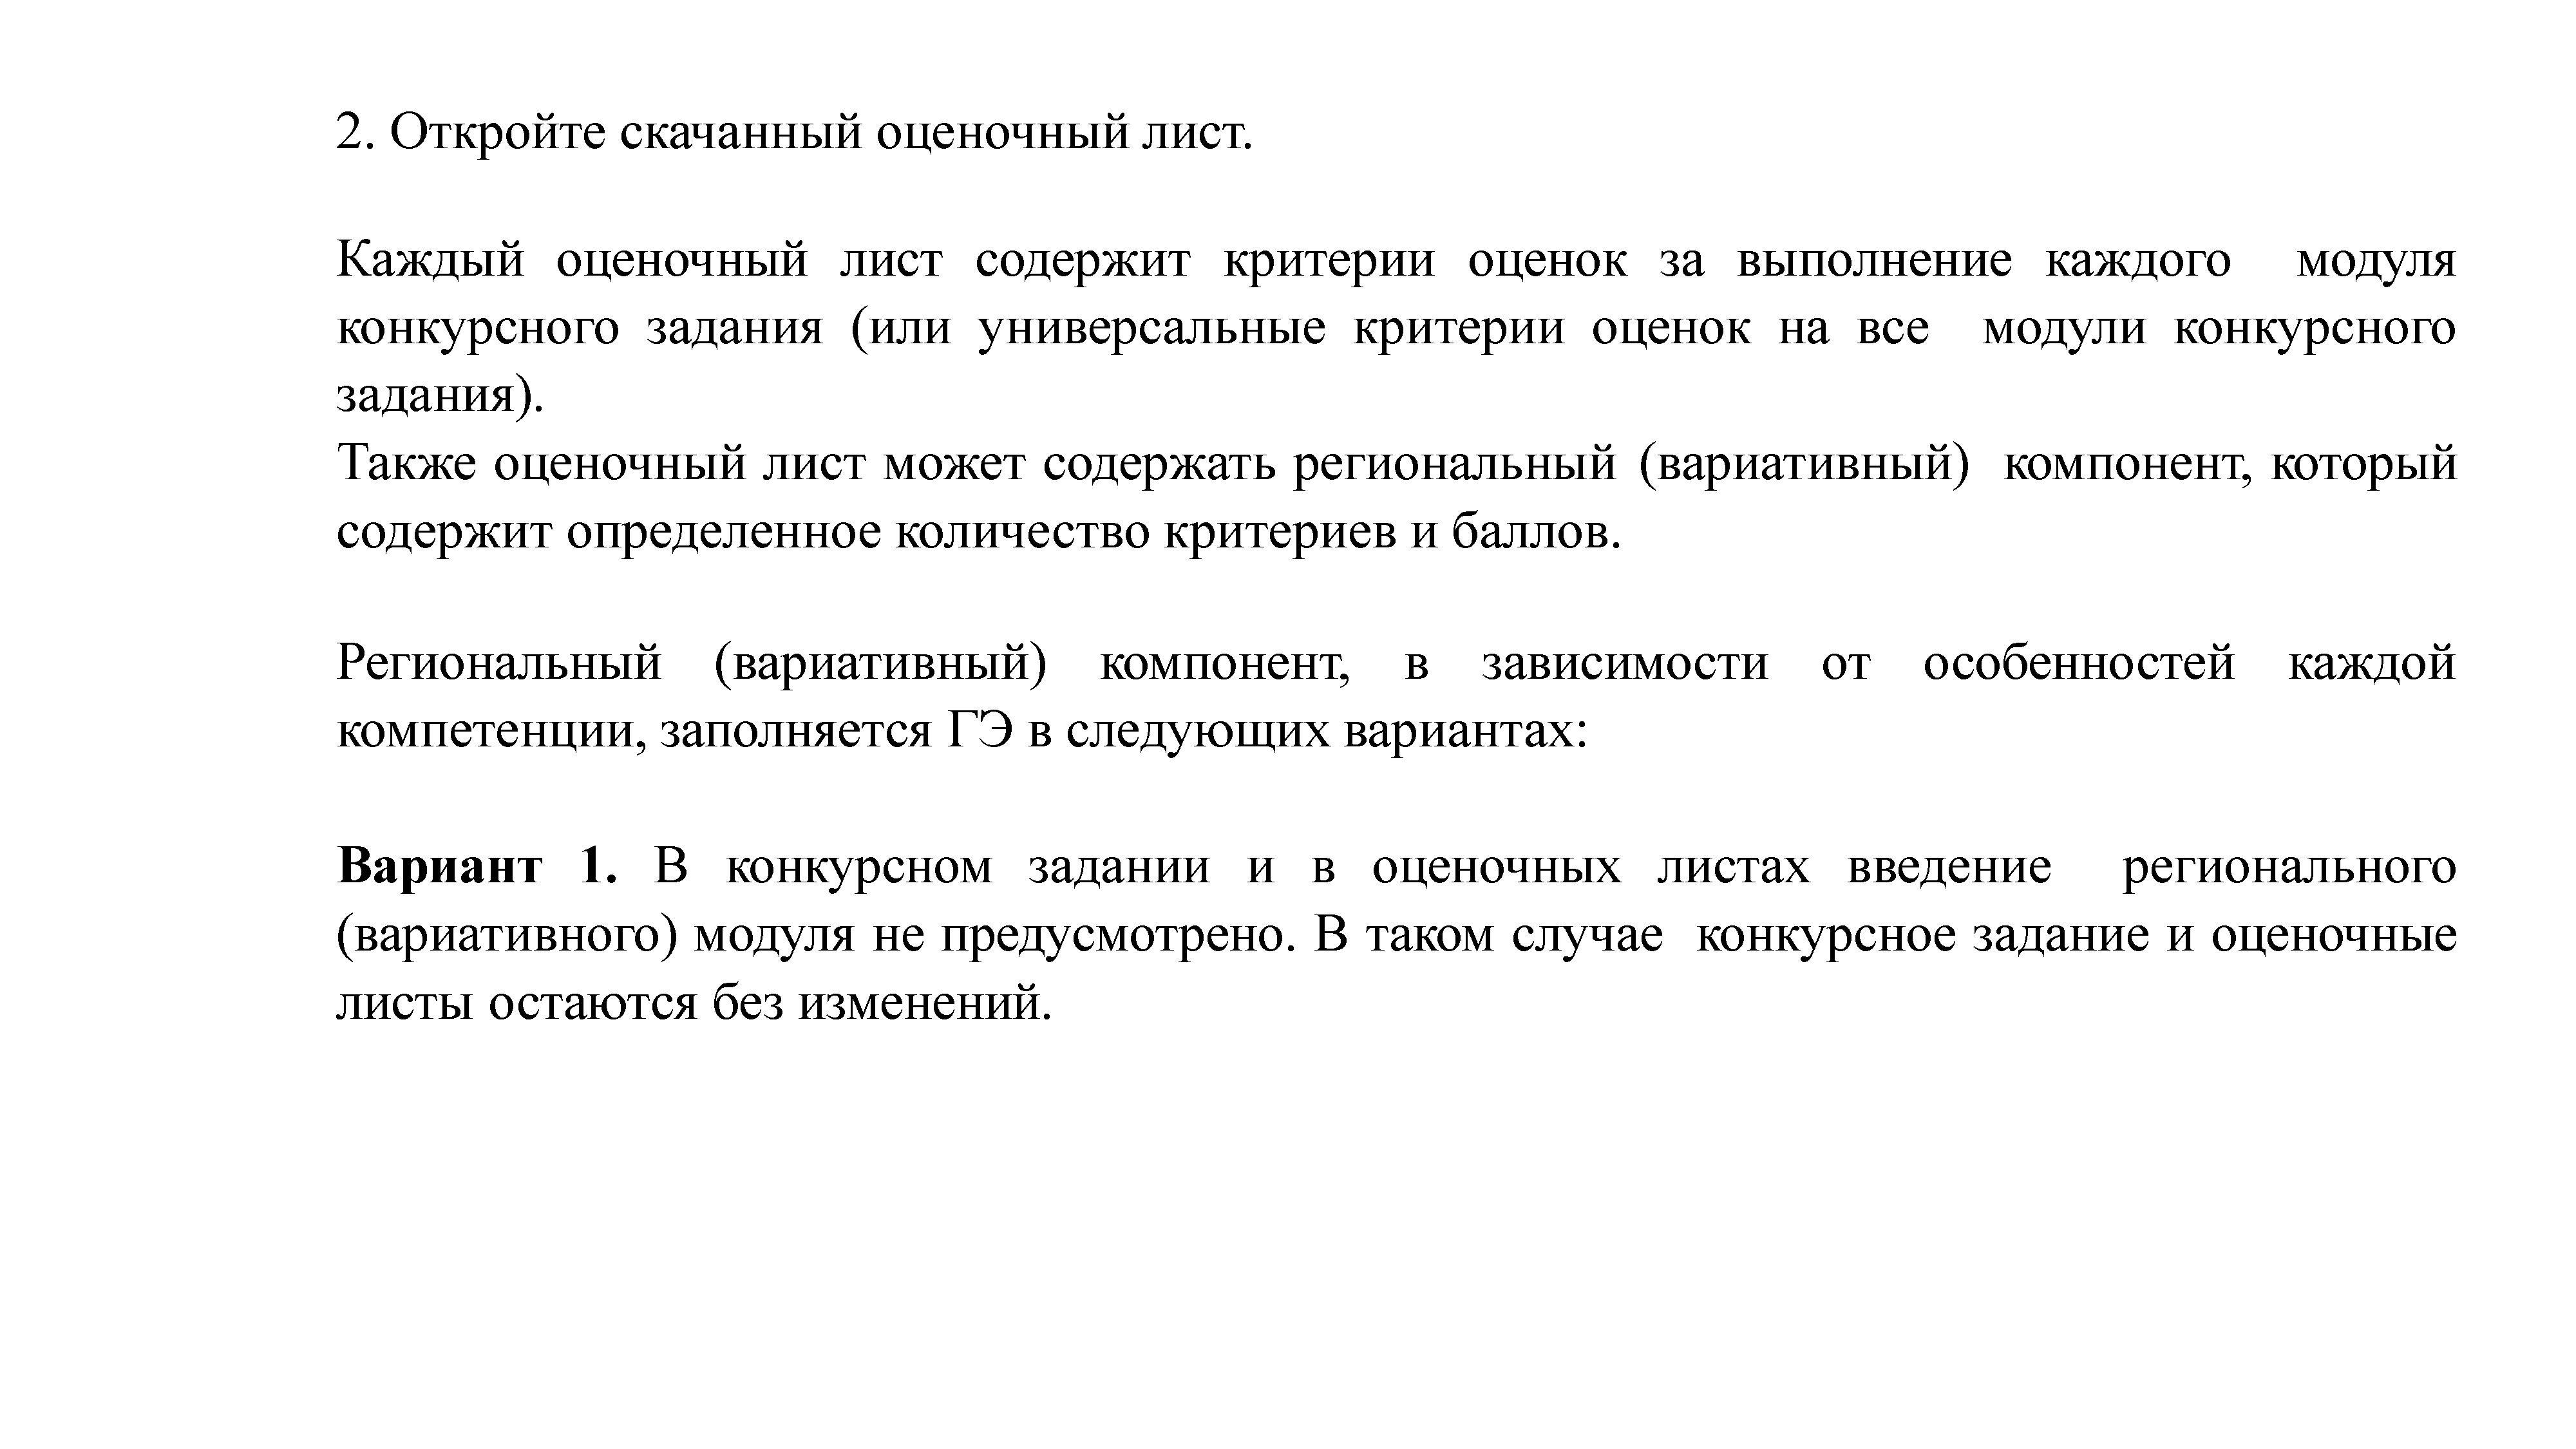 2. Откройте скачанный оценочный лист.
Каждый оценочный лист содержит критерии оценок за выполнение каждого модуля
конкурсного задания (или универсальные критерии оценок на все модули конкурсного
задания).
Также оценочный лист может содержать региональный (вариативный) компонент, который
содержит определенное количество критериев и баллов.
Региональный (вариативный) компонент, в зависимости от особенностей каждой
компетенции, заполняется ГЭ в следующих вариантах:
Вариант 1. В конкурсном задании и в оценочных листах введение регионального
(вариативного) модуля не предусмотрено. В таком случае конкурсное задание и оценочные
листы остаются без изменений.